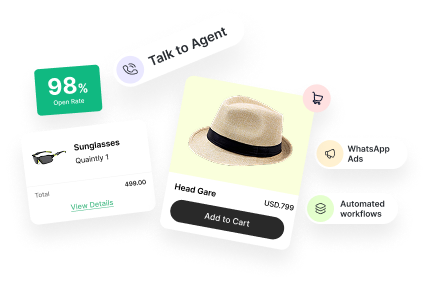 Talk to Agent
98%
Open Rate
Sunglasses
Quaintly 1
Total
499.00
View Details
Head Gare
USD.799
Add to Cart
WhatsApp
Ads
Automated
workflows